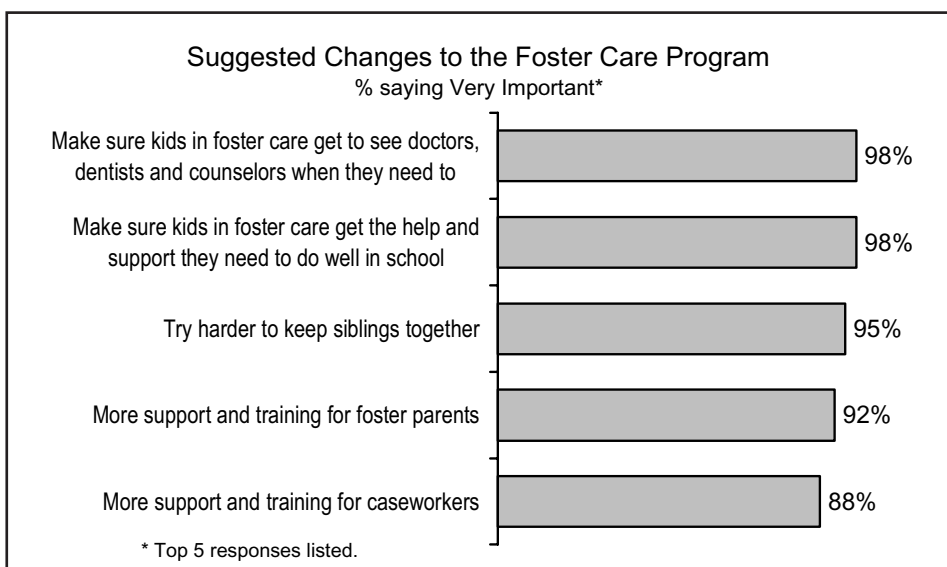 Suggested Changes to the Foster Care Program
% saying Very Important*
Make sure kids in foster care get to see doctors,
dentists and counselors when they need to
98%
Make sure kids in foster care get the help and
support they need to do well in school
98%
Try harder to keep siblings together
95%
More support and training for foster parents
92%
More support and training for caseworkers
88%
* Top 5 responses listed.